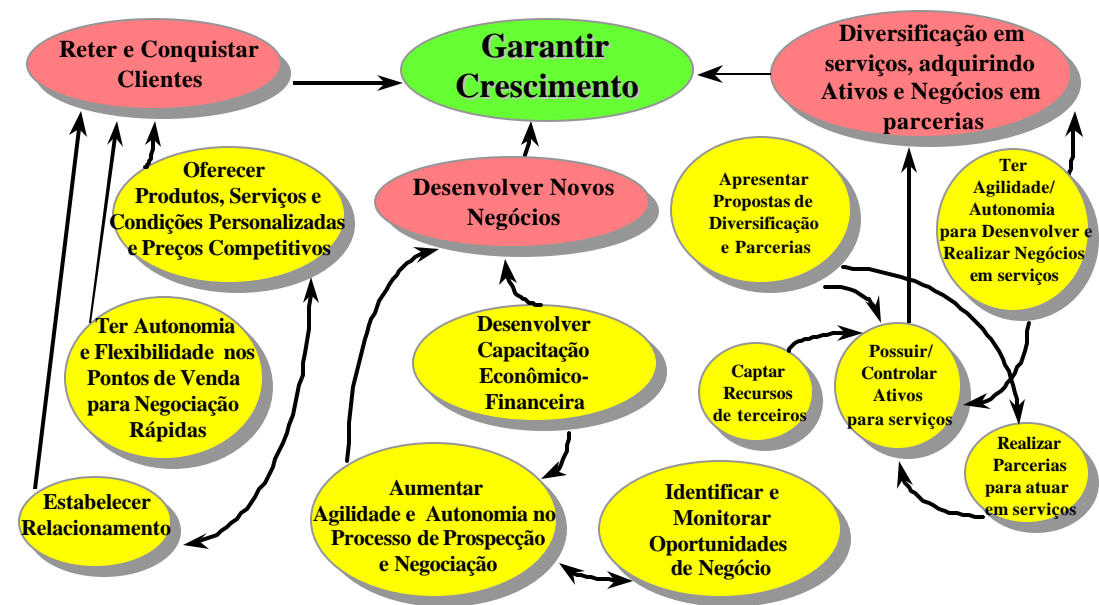 Reter e Conquistar
Clientes
Garantir
Crescimento
Diversificação em
serviços, adquirindo
Ativos e Negócios em
parcerias
Oferecer
Produtos, Serviços e
Condições Personalizadas
e Preços Competitivos
Desenvolver Novos
Negócios
Apresentar
Propostas de
Diversificação
e Parcerias
Ter
Agilidade/
Autonomia
para Desenvolver e
Realizar Negócios
em serviços
Ter Autonomia
e Flexibilidade nos
Pontos de Venda
para Negociação
Rápidas
Desenvolver
Capacitação
Econômico-
Financeira
Captar
Recursos
de terceiros
Possuir/
Controlar
Ativos
para serviços
Estabelecer
Relacionamento
Aumentar
Agilidade e Autonomia no
Processo de Prospecção
e Negociação
Identificar e
Monitorar
Oportunidades
de Negócio
Realizar
Parcerias
para atuar
em serviços